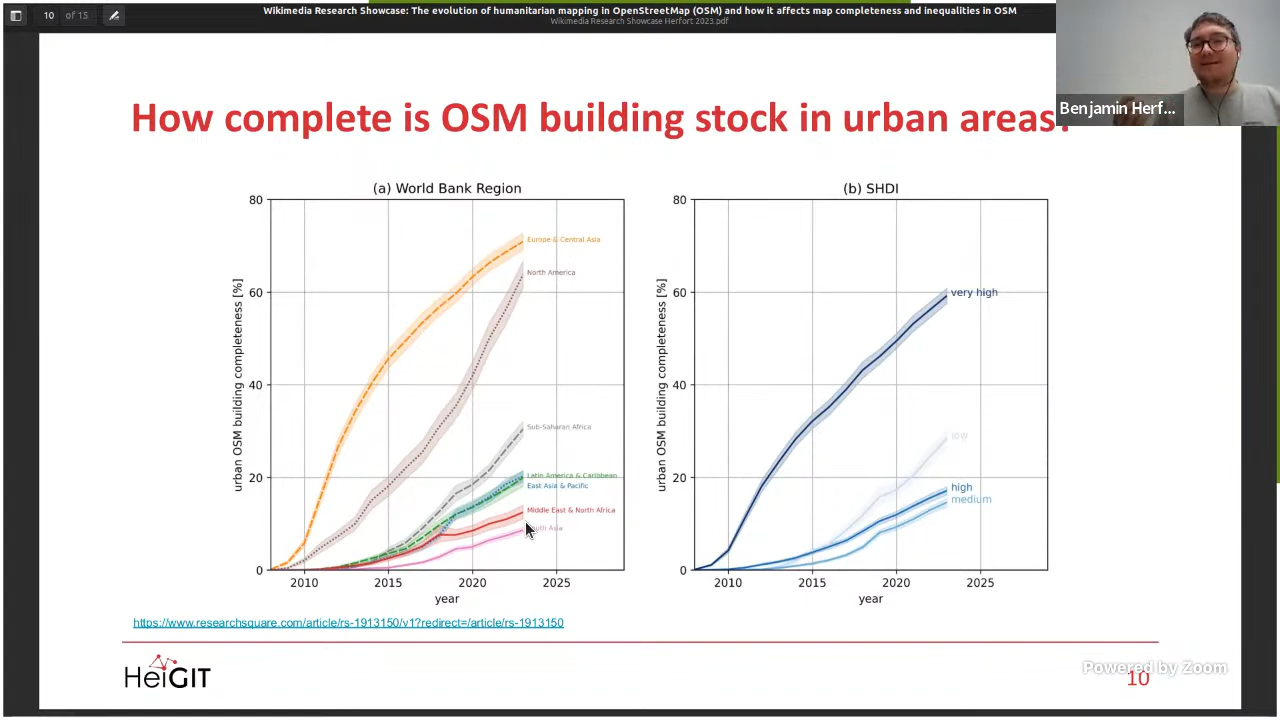 10 of 15
Wikimedia Research Showcase: The evolution of humanitarian mapping in OpenStreetMap (OSM) and how it affects map completeness and inequalities in OSM
Wikimedia Research Showcase Herfort 2023.pdf
Benjamin Herf...
How complete is OSM building stock in urban areas?
(a) World Bank Region
urban OSM building completeness [%]
80
60
40
20
0
Europe & Central Asia
North America
Sub-Saharan Africa
Latin America & Caribbean
East Asia & Pacific
Middle East & North Africa
South Asia
2010
2015
2020
2025
year
(b) SHDI
urban OSM building completeness [%]
80
60
40
20
0
very high
low
high
medium
2010
2015
2020
2025
year
https://www.researchsquare.com/article/rs-1913150/v1?redirect=/article/rs-1913150
HeiGIT
Powered by Zoom
10